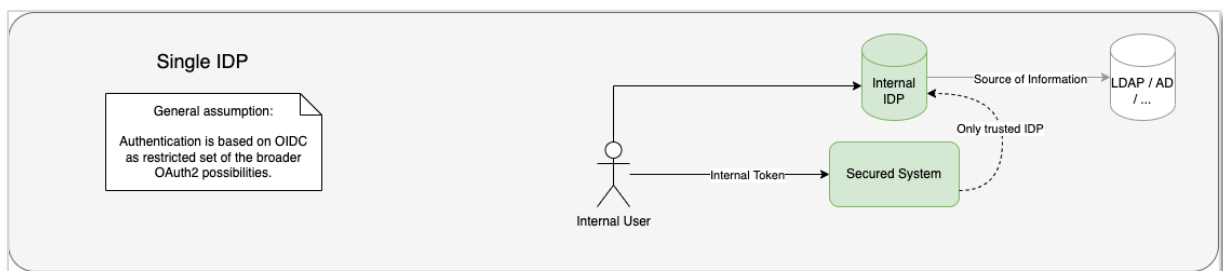 Single IDP
General assumption:
Authentication is based on OIDC
as restricted set of the broader
OAuth2 possibilities.
Internal
IDP
Source of Information
LDAP / AD
/ ...
Only trusted IDP
Internal Token
Secured System
Internal User